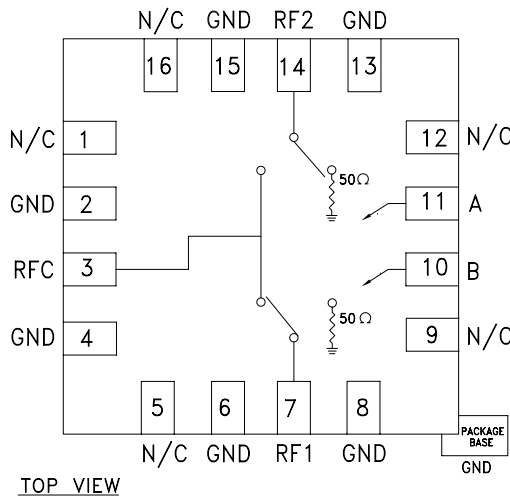 N/C GND RF2 GND
16 15 14 13
N/C 1 12 N/C
50Ω
GND 2 11 A
RFC 3 10 B
50Ω
GND 4 9 N/C
5 6 7 8
N/C GND RF1 GND
PACKAGE
BASE
GND
TOP VIEW